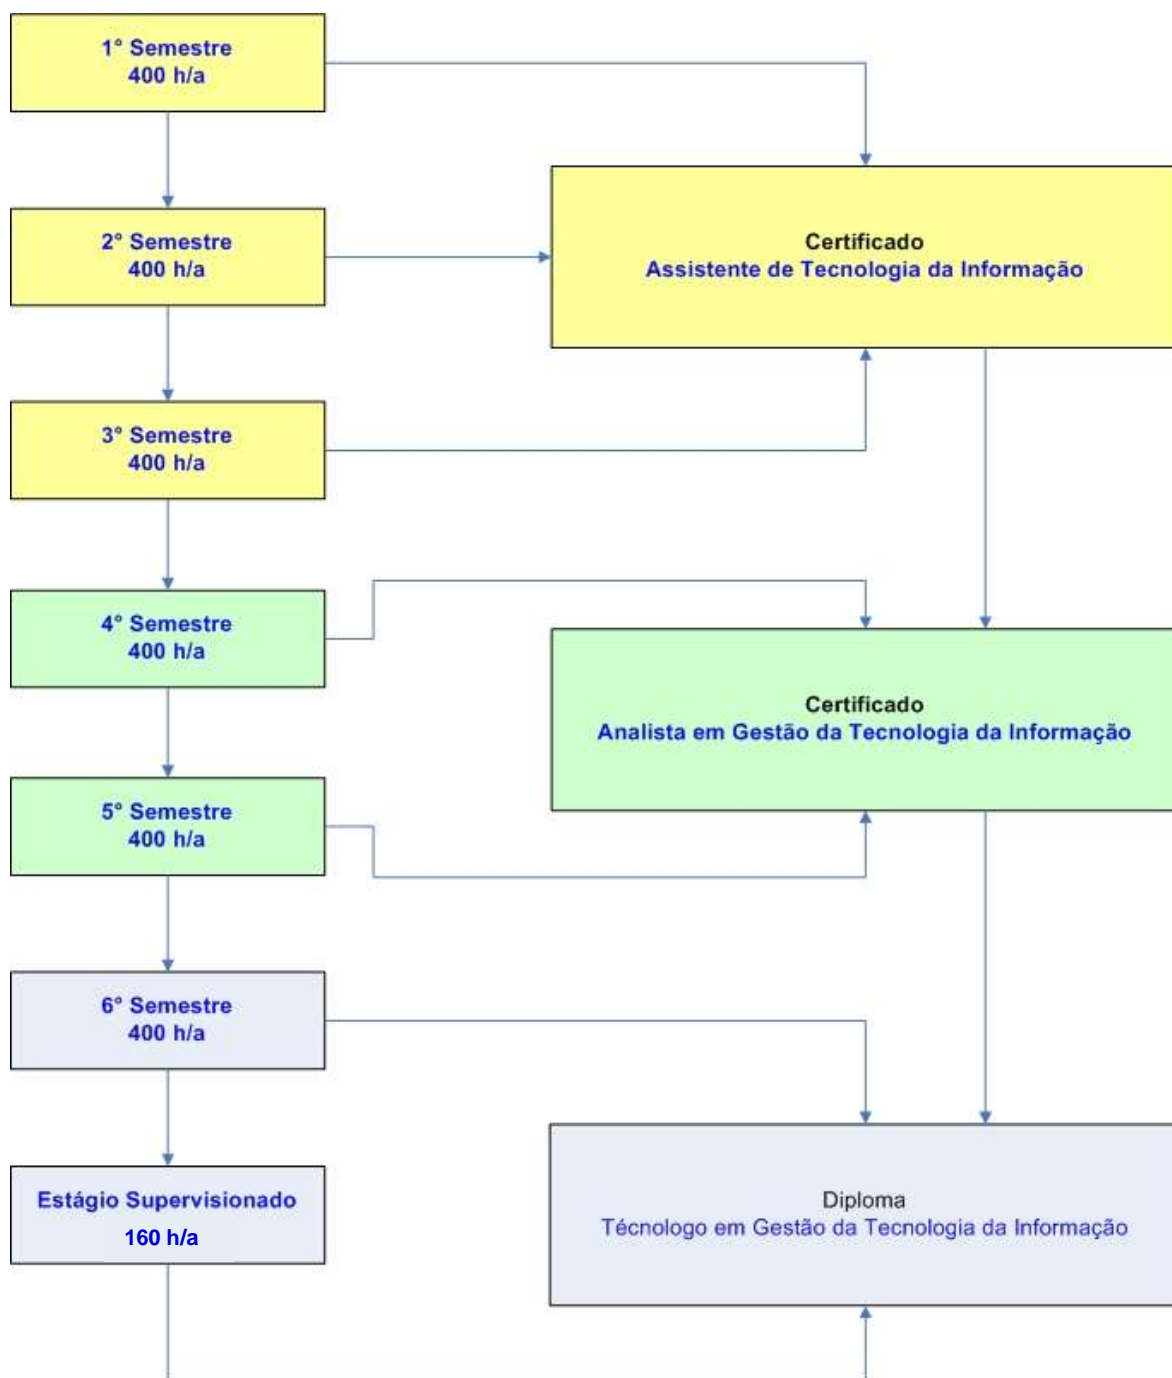 1° Semestre
400 h/a
2° Semestre
400 h/a
Certificado
Assistente de Tecnologia da Informação
3° Semestre
400 h/a
4° Semestre
400 h/a
Certificado
Analista em Gestão da Tecnologia da Informação
5° Semestre
400 h/a
6° Semestre
400 h/a
Estágio Supervisionado
160 h/a
Diploma
Técnologo em Gestão da Tecnologia da Informação